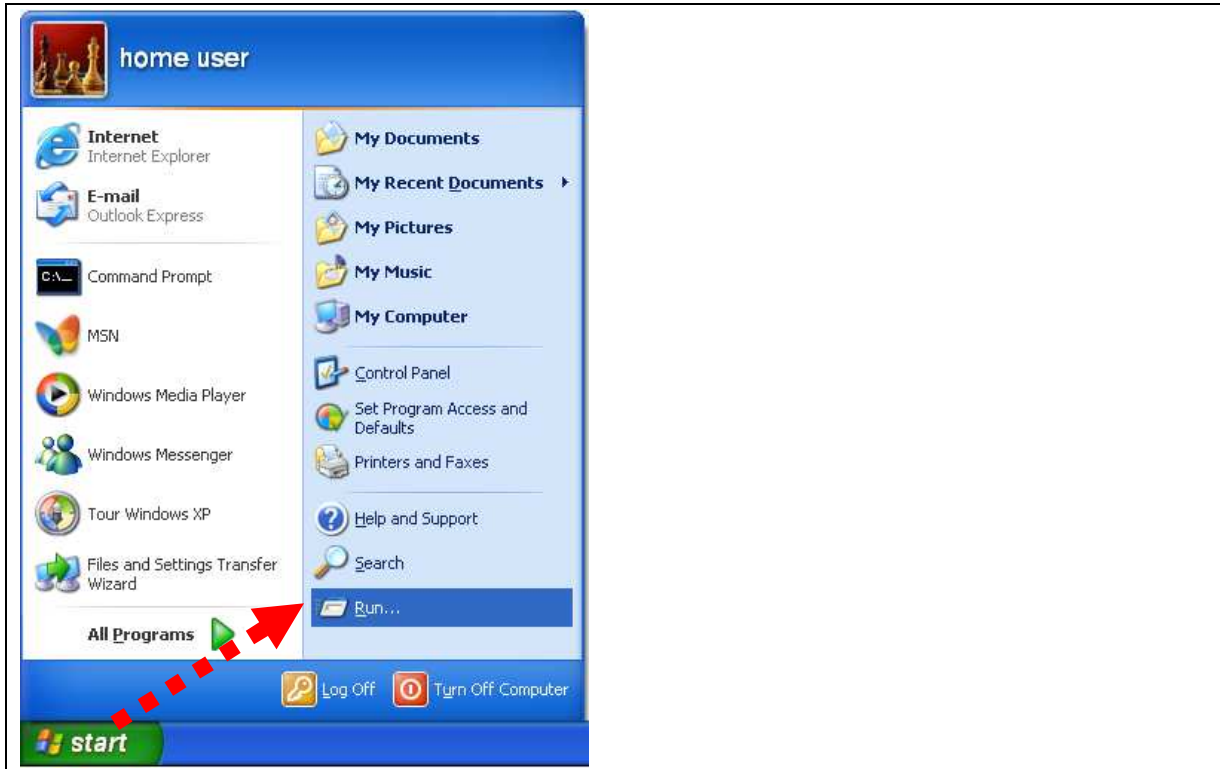 home user
Internet
Internet Explorer
E-mail
Outlook Express
C:\_
Command Prompt
MSN
Windows Media Player
Windows Messenger
Tour Windows XP
Files and Settings Transfer
Wizard
All Programs
My Documents
My Recent Documents
My Pictures
My Music
My Computer
Control Panel
Set Program Access and
Defaults
Printers and Faxes
Help and Support
Search
Run...
Log Off
Turn Off Computer
start